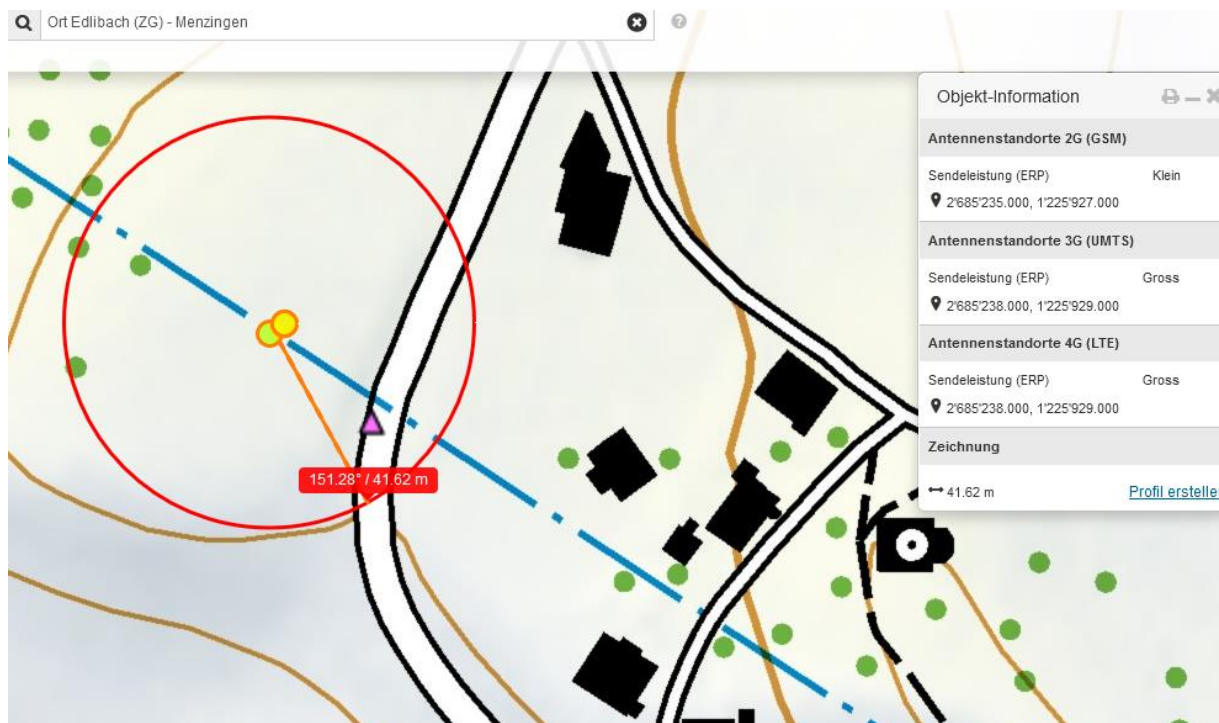 Ort Edlibach (ZG) - Menzingen
Objekt-Information
Antennenstandorte 2G (GSM)
Sendeleistung (ERP) Klein
2'685'235.000, 1'225'927.000
Antennenstandorte 3G (UMTS)
Sendeleistung (ERP) Gross
2'685'238.000, 1'225'929.000
Antennenstandorte 4G (LTE)
Sendeleistung (ERP) Gross
2'685'238.000, 1'225'929.000
Zeichnung
41.62 m Profil erstelle
151.28° / 41.62 m